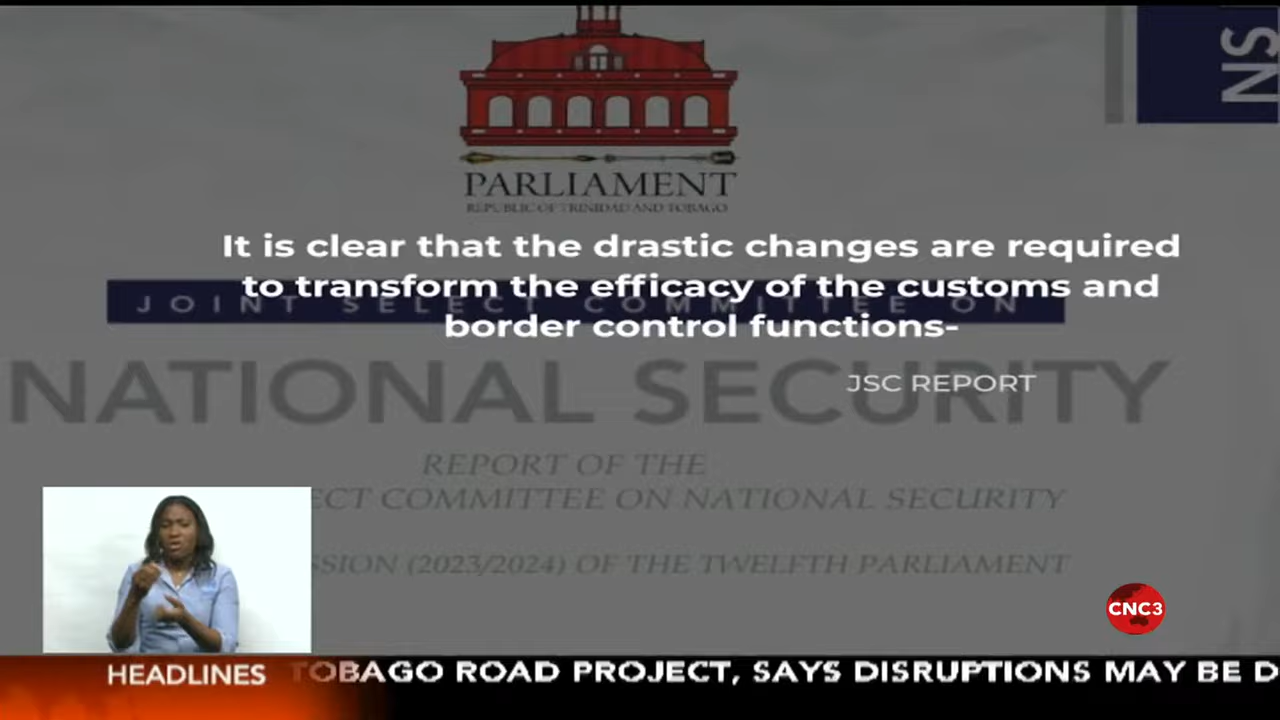 NS
PARLIAMENT
REPUBLIC OF TRINIDAD AND TOBAGO
It is clear that the drastic changes are required
to transform the efficacy of the customs and
JOINT SELECT COMMITTEE ON
border control functions-
NATIONAL SECURITY
JSC REPORT
REPORT OF THE
ECT COMMITTEE ON NATIONAL SECURITY
SSION (2023/2024) OF THE TWELFTH PARLIAMENT
CNC3
HEADLINES TOBAGO ROAD PROJECT, SAYS DISRUPTIONS MAY BE D